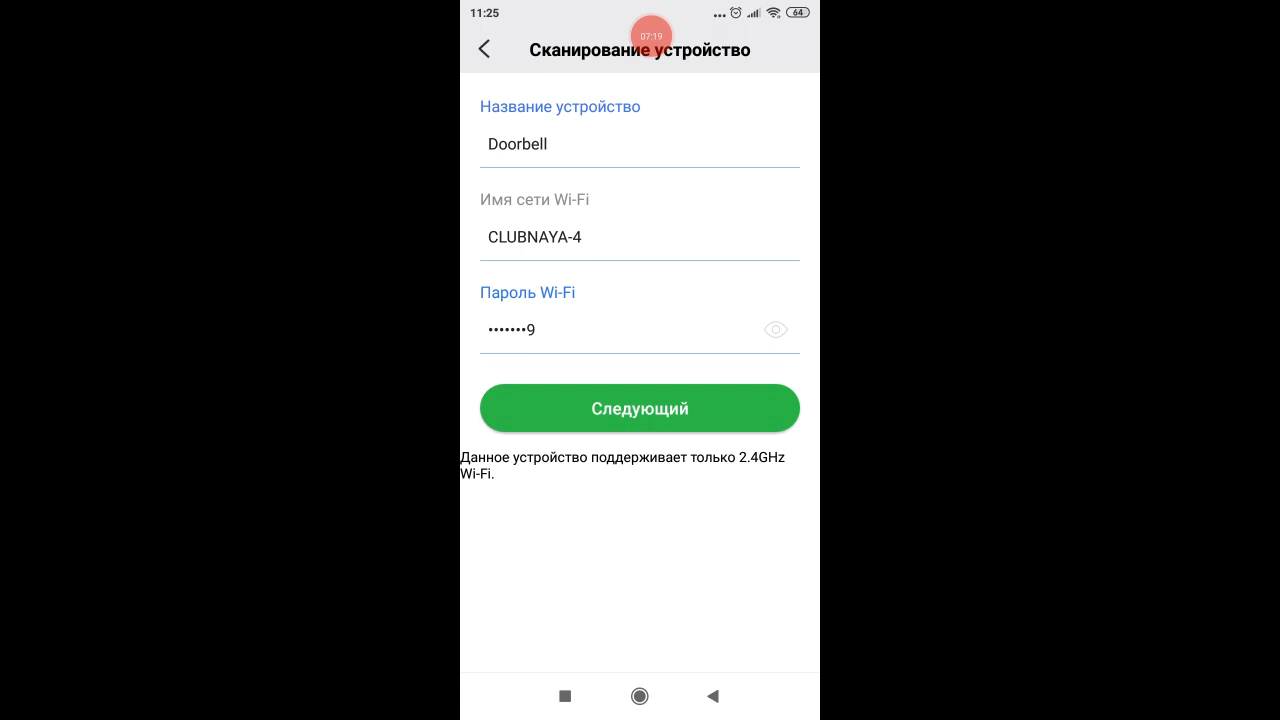 11:25
64
07:19
Сканирование устройство
Название устройство
Doorbell
Имя сети Wi-Fi
CLUBNAYA-4
Пароль Wi-Fi
•••••••9
Следующий
Данное устройство поддерживает только 2.4GHz
Wi-Fi.